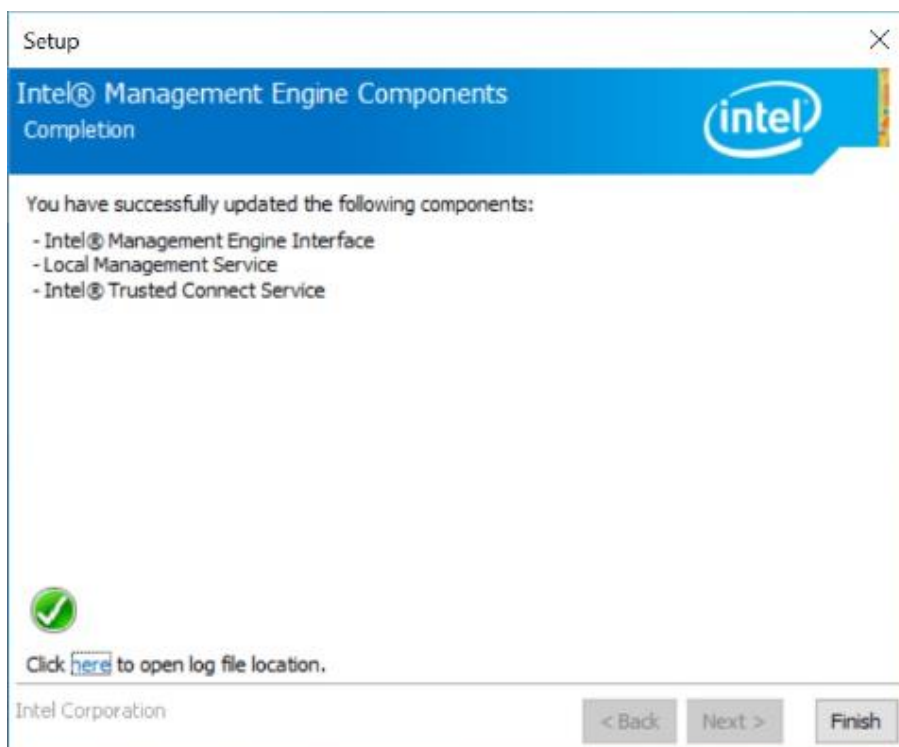 Setup
Intel® Management Engine Components
Completion
intel
You have successfully updated the following components:
- Intel® Management Engine Interface
- Local Management Service
- Intel® Trusted Connect Service
Click here to open log file location.
Intel Corporation
< Back Next > Finish